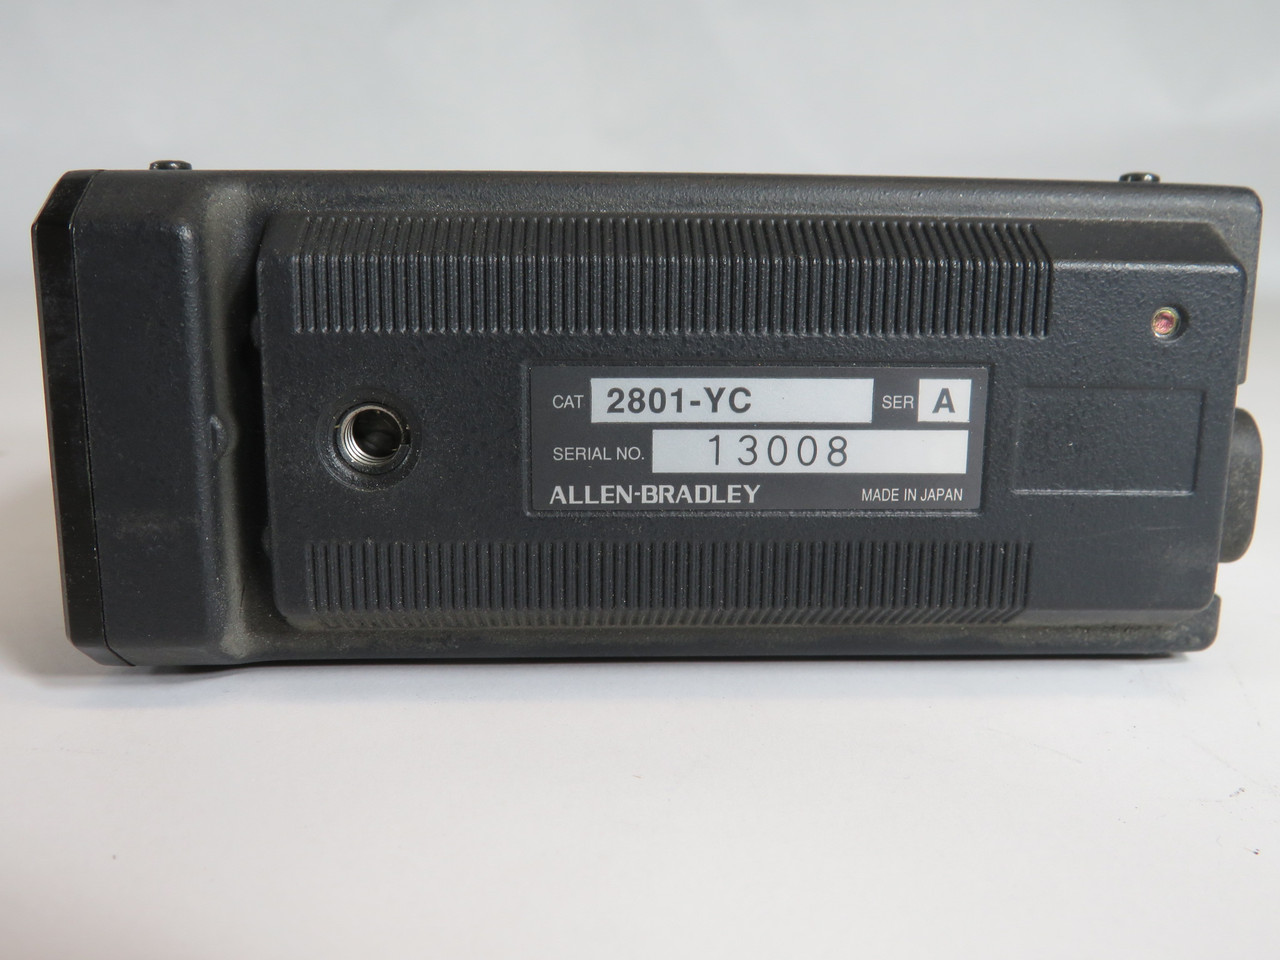 CAT 2801-YC SER A
SERIAL NO. 13008
ALLEN-BRADLEY MADE IN JAPAN